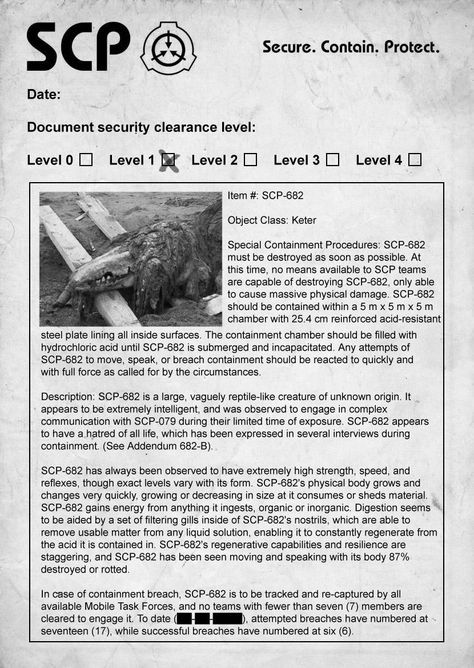 SCP
Secure. Contain. Protect.
Date:
Document security clearance level:
Level 0 Level 1 Level 2 Level 3 Level 4
Item #: SCP-682
Object Class: Keter
Special Containment Procedures: SCP-682
must be destroyed as soon as possible. At
this time, no means available to SCP teams
are capable of destroying SCP-682, only able
to cause massive physical damage. SCP-682
should be contained within a 5 m x 5 m x 5 m
chamber with 25.4 cm reinforced acid-resistant
steel plate lining all inside surfaces. The containment chamber should be filled with
hydrochloric acid until SCP-682 is submerged and incapacitated. Any attempts of
SCP-682 to move, speak, or breach containment should be reacted to quickly and
with full force as called for by the circumstances.
Description: SCP-682 is a large, vaguely reptile-like creature of unknown origin. It
appears to be extremely intelligent, and was observed to engage in complex
communication with SCP-079 during their limited time of exposure. SCP-682 appears
to have a hatred of all life, which has been expressed in several interviews during
containment. (See Addendum 682-B).
SCP-682 has always been observed to have extremely high strength, speed, and
reflexes, though exact levels vary with its form. SCP-682's physical body grows and
changes very quickly, growing or decreasing in size at it consumes or sheds material.
SCP-682 gains energy from anything it ingests, organic or inorganic. Digestion seems
to be aided by a set of filtering gills inside of SCP-682's nostrils, which are able to
remove usable matter from any liquid solution, enabling it to constantly regenerate from
the acid it is contained in. SCP-682's regenerative capabilities and resilience are
staggering, and SCP-682 has been seen moving and speaking with its body 87%
destroyed or rotted.
In case of containment breach, SCP-682 is to be tracked and re-captured by all
available Mobile Task Forces, and no teams with fewer than seven (7) members are
cleared to engage it. To date (██-██-████), attempted breaches have numbered at
seventeen (17), while successful breaches have numbered at six (6).